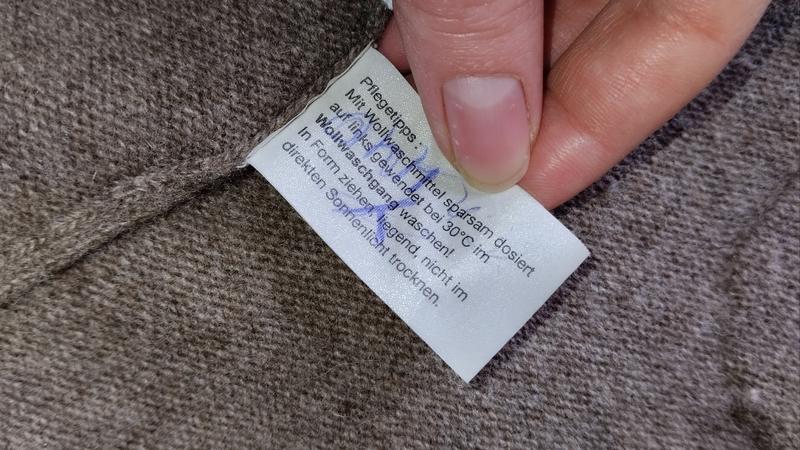 Pflegetipps :
Mit Wollwaschmittel sparsam dosiert
auf links gewendet bei 30°C im
Wollwaschgang waschen!
In Form ziehen, liegend, nicht im
direkten Sonnenlicht trocknen.